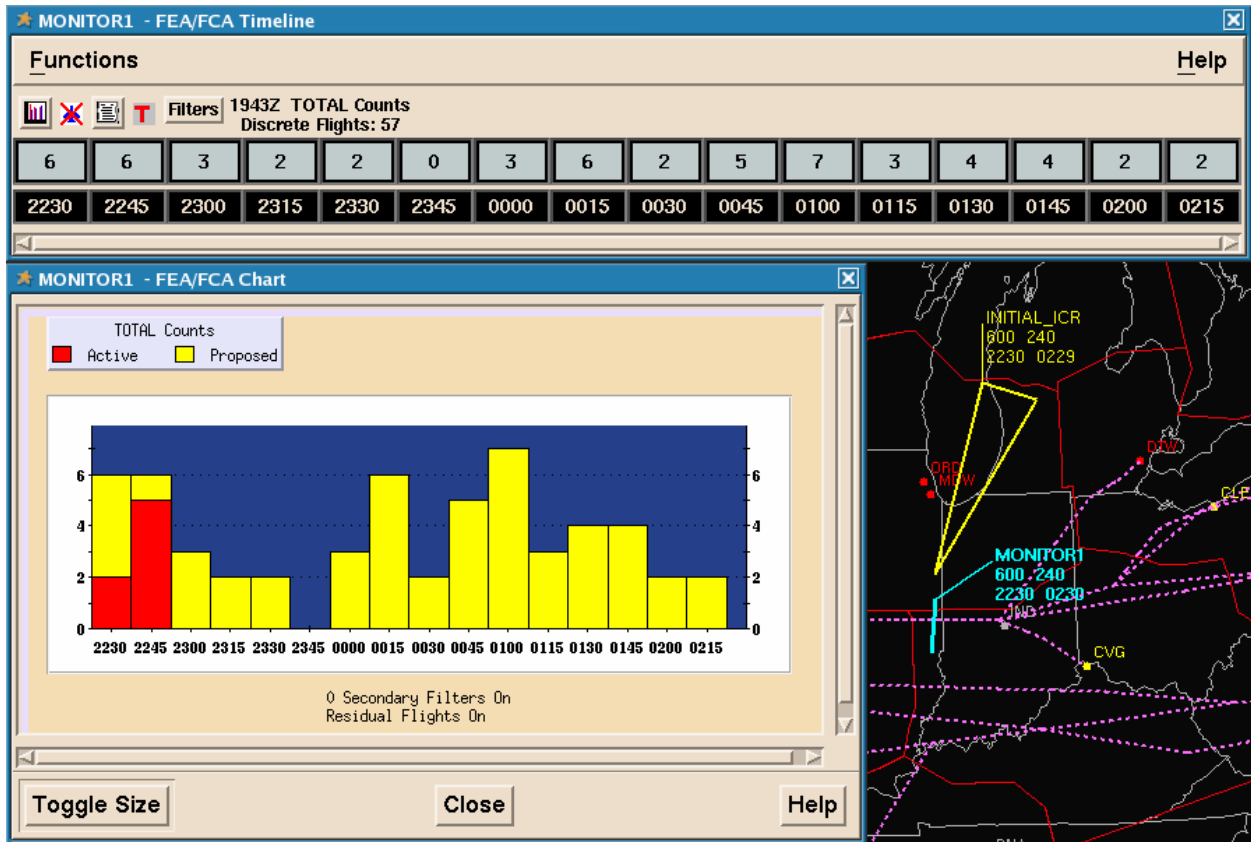 MONITOR1 - FEA/FCA Timeline
Functions
Help
Filters
1943Z TOTAL Counts
Discrete Flights: 57
6 6 3 2 2 0 3 6 2 5 7 3 4 4 2 2
2230 2245 2300 2315 2330 2345 0000 0015 0030 0045 0100 0115 0130 0145 0200 0215
MONITOR1 - FEA/FCA Chart
TOTAL Counts
Active Proposed
6 6
4 4
2 2
0 0
2230 2245 2300 2315 2330 2345 0000 0015 0030 0045 0100 0115 0130 0145 0200 0215
0 Secondary Filters On
Residual Flights On
Toggle Size
Close
Help
INITIAL_ICR
600 240
2230 0229
DTW
ORD
MDW
CLE
MONITOR1
600 240
2230 0230
IND
CVG